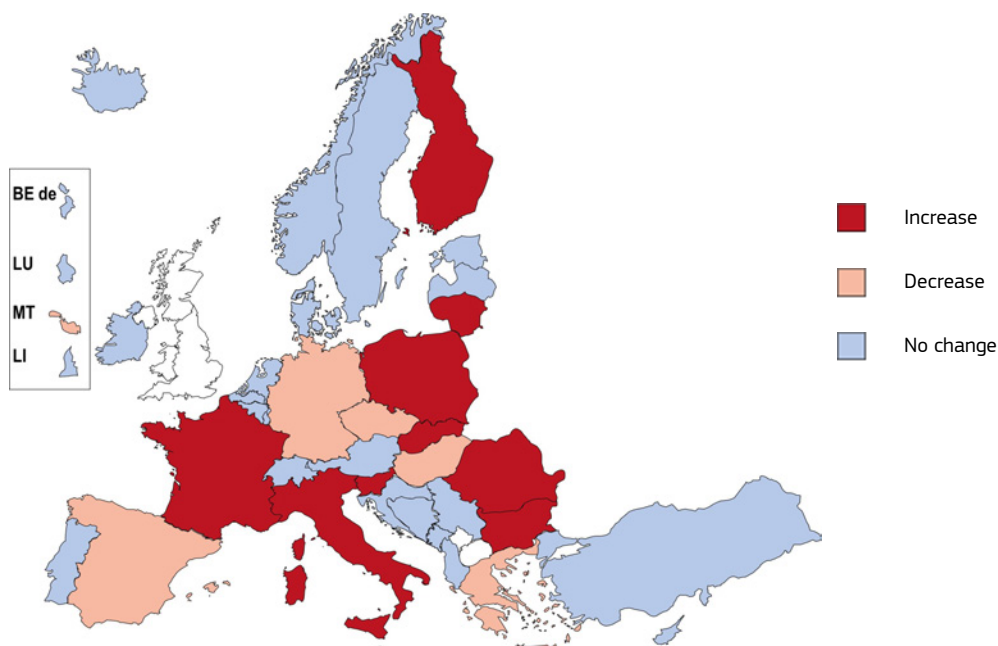 BE de
LU
MT
LI
Increase
Decrease
No change